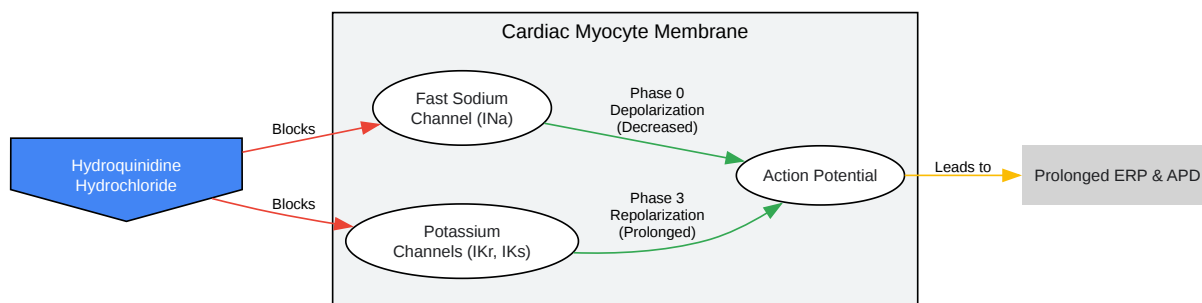 Cardiac Myocyte Membrane
Hydroquinidine
Hydrochloride
Blocks
Blocks
Fast Sodium
Channel (INa)
Potassium
Channels (IKr, IKs)
Phase 0
Depolarization
(Decreased)
Phase 3
Repolarization
(Prolonged)
Action Potential
Leads to
Prolonged ERP & APD